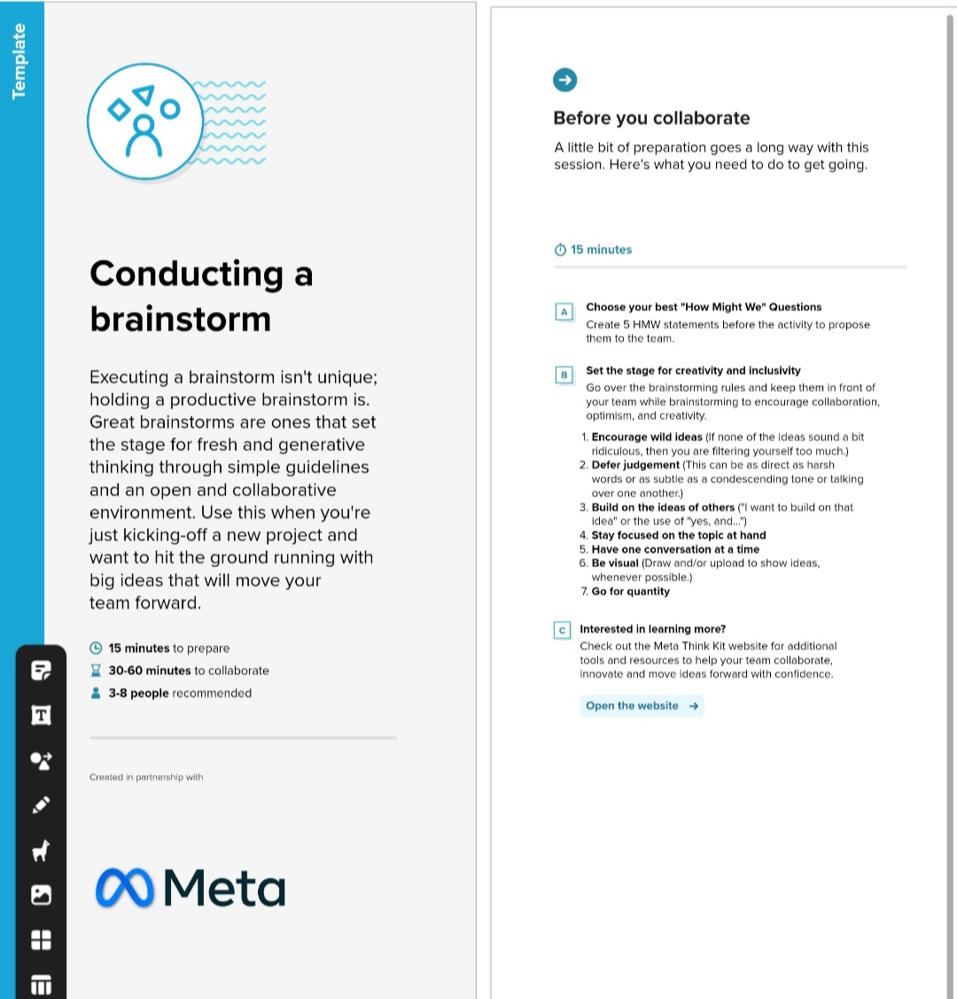 Template
Conducting a
brainstorm
Executing a brainstorm isn't unique;
holding a productive brainstorm is.
Great brainstorms are ones that set
the stage for fresh and generative
thinking through simple guidelines
and an open and collaborative
environment. Use this when you're
just kicking-off a new project and
want to hit the ground running with
big ideas that will move your
team forward.
15 minutes to prepare
30-60 minutes to collaborate
3-8 people recommended
Created in partnership with
Meta
T
Before you collaborate
A little bit of preparation goes a long way with this
session. Here's what you need to do to get going.
15 minutes
A
Choose your best "How Might We" Questions
Create 5 HMW statements before the activity to propose
them to the team.
B
Set the stage for creativity and inclusivity
Go over the brainstorming rules and keep them in front of
your team while brainstorming to encourage collaboration,
optimism, and creativity.
1. Encourage wild ideas (If none of the ideas sound a bit
ridiculous, then you are filtering yourself too much.)
2. Defer judgement (This can be as direct as harsh
words or as subtle as a condescending tone or talking
over one another.)
3. Build on the ideas of others ("I want to build on that
idea" or the use of "yes, and...")
4. Stay focused on the topic at hand
5. Have one conversation at a time
6. Be visual (Draw and/or upload to show ideas,
whenever possible.)
7. Go for quantity
C
Interested in learning more?
Check out the Meta Think Kit website for additional
tools and resources to help your team collaborate,
innovate and move ideas forward with confidence.
Open the website